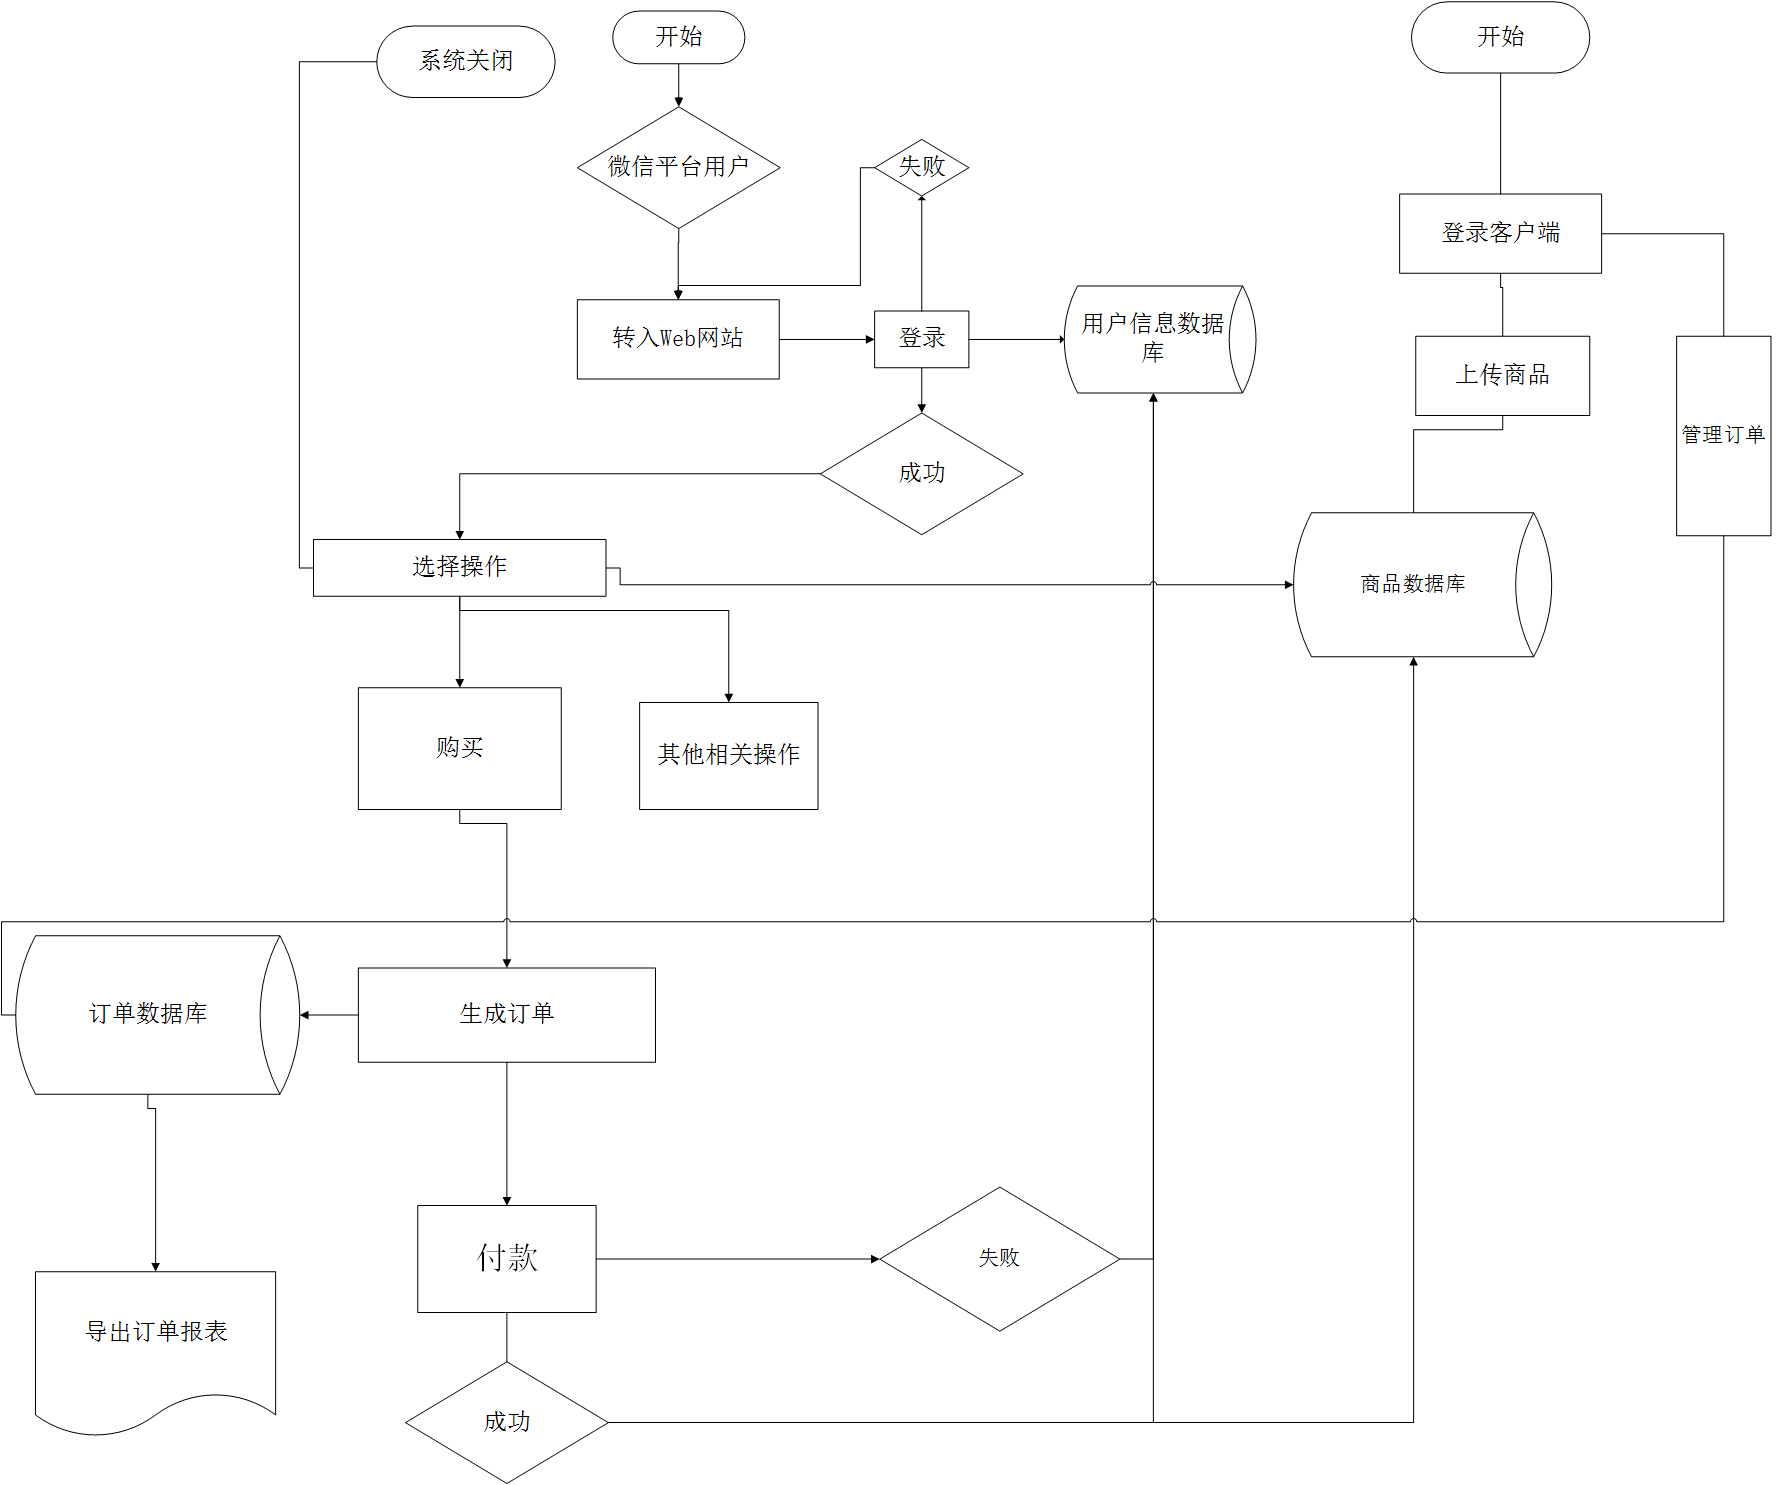 开始
开始
系统关闭
微信平台用户
失败
登录客户端
转入Web网站
登录
用户信息数据
库
上传商品
管理订单
成功
选择操作
商品数据库
购买
其他相关操作
订单数据库
生成订单
付款
失败
导出订单报表
成功